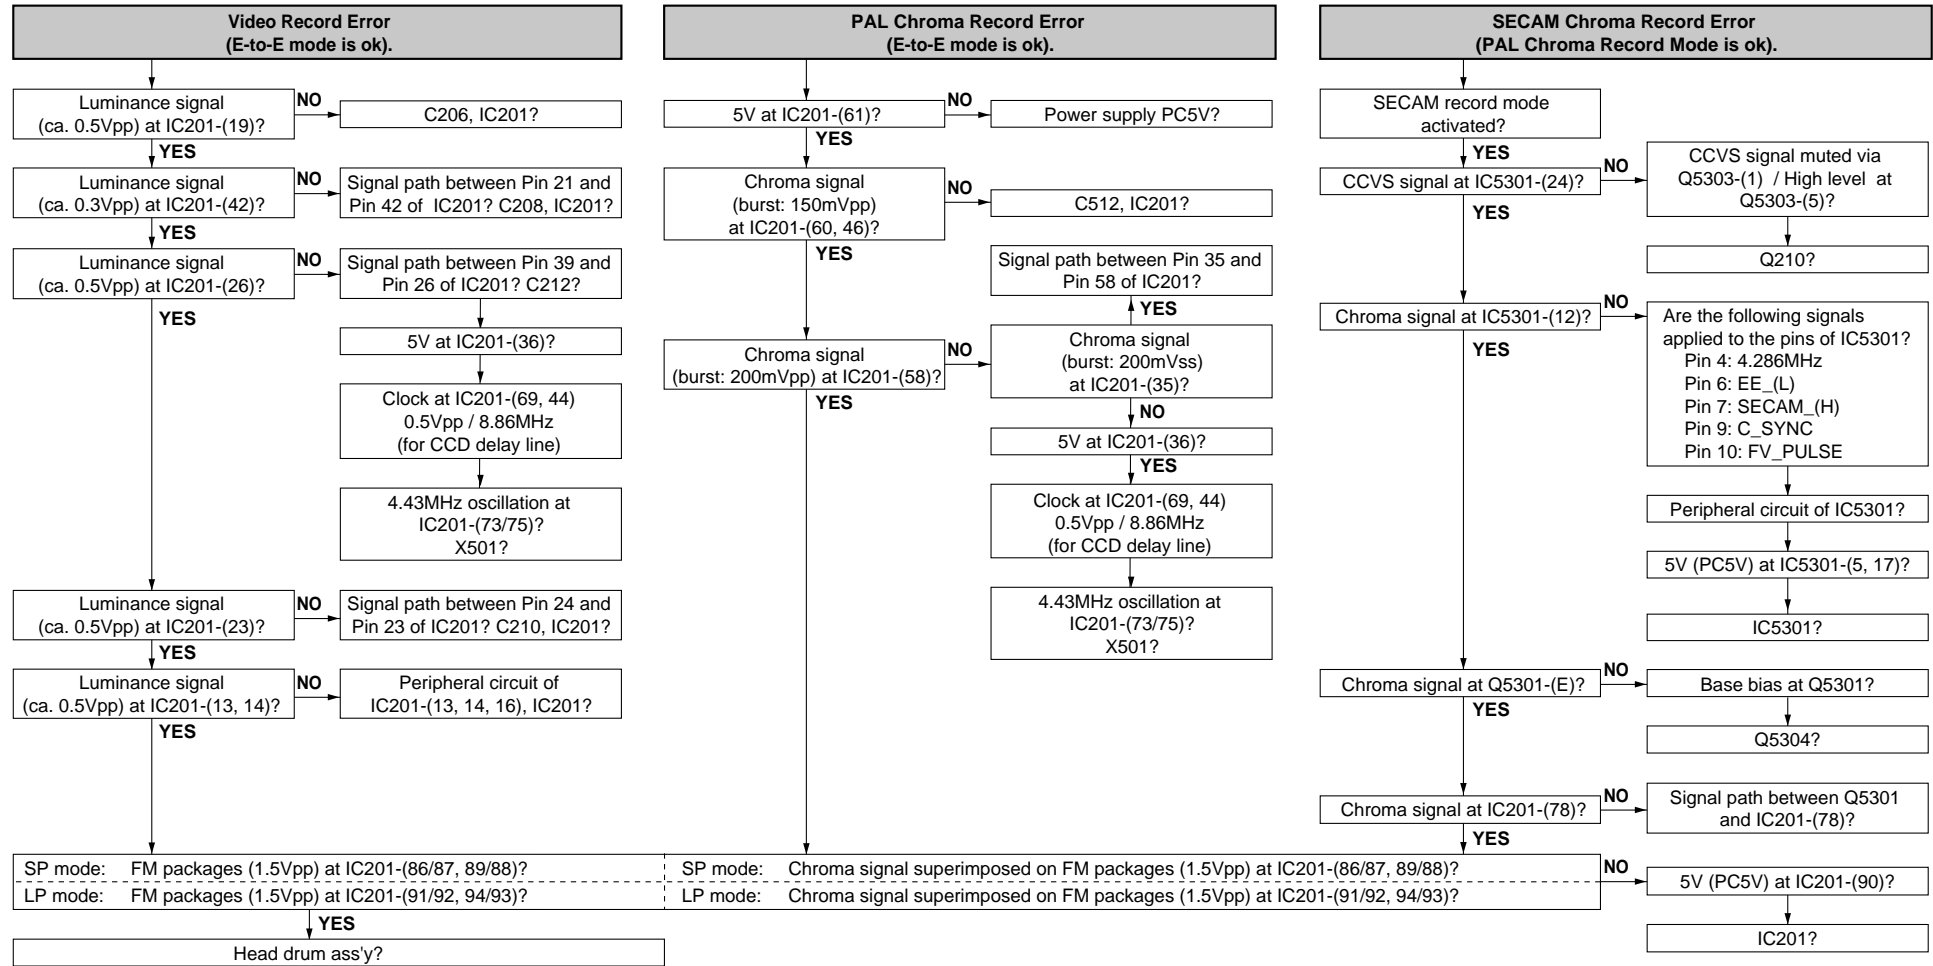 Video Record Error
(E-to-E mode is ok).
Luminance signal
(ca. 0.5Vpp) at IC201-(19)?
NO
C206, IC201?
YES
Luminance signal
(ca. 0.3Vpp) at IC201-(42)?
NO
Signal path between Pin 21 and
Pin 42 of IC201? C208, IC201?
YES
Luminance signal
(ca. 0.5Vpp) at IC201-(26)?
NO
Signal path between Pin 39 and
Pin 26 of IC201? C212?
YES
5V at IC201-(36)?
Clock at IC201-(69, 44)
0.5Vpp / 8.86MHz
(for CCD delay line)
4.43MHz oscillation at
IC201-(73/75)?
X501?
Luminance signal
(ca. 0.5Vpp) at IC201-(23)?
NO
Signal path between Pin 24 and
Pin 23 of IC201? C210, IC201?
YES
Luminance signal
(ca. 0.5Vpp) at IC201-(13, 14)?
NO
Peripheral circuit of
IC201-(13, 14, 16), IC201?
YES
PAL Chroma Record Error
(E-to-E mode is ok).
5V at IC201-(61)?
NO
Power supply PC5V?
YES
Chroma signal
(burst: 150mVpp)
at IC201-(60, 46)?
NO
C512, IC201?
YES
Signal path between Pin 35 and
Pin 58 of IC201?
YES
Chroma signal
(burst: 200mVpp) at IC201-(58)?
NO
Chroma signal
(burst: 200mVss)
at IC201-(35)?
YES
NO
5V at IC201-(36)?
YES
Clock at IC201-(69, 44)
0.5Vpp / 8.86MHz
(for CCD delay line)
4.43MHz oscillation at
IC201-(73/75)?
X501?
SECAM Chroma Record Error
(PAL Chroma Record Mode is ok).
SECAM record mode
activated?
YES
CCVS signal at IC5301-(24)?
NO
CCVS signal muted via
Q5303-(1) / High level at
Q5303-(5)?
YES
Q210?
Chroma signal at IC5301-(12)?
NO
Are the following signals
applied to the pins of IC5301?
Pin 4: 4.286MHz
Pin 6: EE_(L)
Pin 7: SECAM_(H)
Pin 9: C_SYNC
Pin 10: FV_PULSE
YES
Peripheral circuit of IC5301?
5V (PC5V) at IC5301-(5, 17)?
IC5301?
Chroma signal at Q5301-(E)?
NO
Base bias at Q5301?
YES
Q5304?
Chroma signal at IC201-(78)?
NO
Signal path between Q5301
and IC201-(78)?
YES
SP mode: FM packages (1.5Vpp) at IC201-(86/87, 89/88)?
LP mode: FM packages (1.5Vpp) at IC201-(91/92, 94/93)?
SP mode: Chroma signal superimposed on FM packages (1.5Vpp) at IC201-(86/87, 89/88)?
LP mode: Chroma signal superimposed on FM packages (1.5Vpp) at IC201-(91/92, 94/93)?
NO
5V (PC5V) at IC201-(90)?
IC201?
YES
Head drum ass'y?